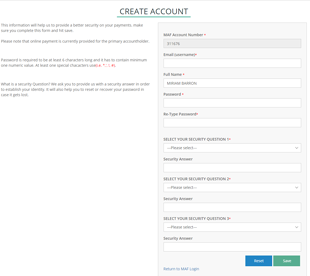 CREATE ACCOUNT
This information will help us to provide a better security on your payments, make
sure you complete this form and hit save.
Please note that online payment is currently provided for the primary accountholder.
Password is required to be at least 6 characters long and it has to contain minimum
one numeric value. At least one special characters use
What is a security Question? We ask you to provide us with a security answer in order
to establish your identity. It will also help you to reset or recover your password in
case it gets lost.
MAF Account Number *
Email (username)*
Full Name *
MIRIAM
Password*
Re-Type Password*
SELECT YOUR SECURITY QUESTION 1*
---Please select---
Security Answer
SELECT YOUR SECURITY QUESTION 2*
---Please select---
Security Answer
SELECT YOUR SECURITY QUESTION 3*
---Please select---
Security Answer
Reset
Save
Return to MAF Login